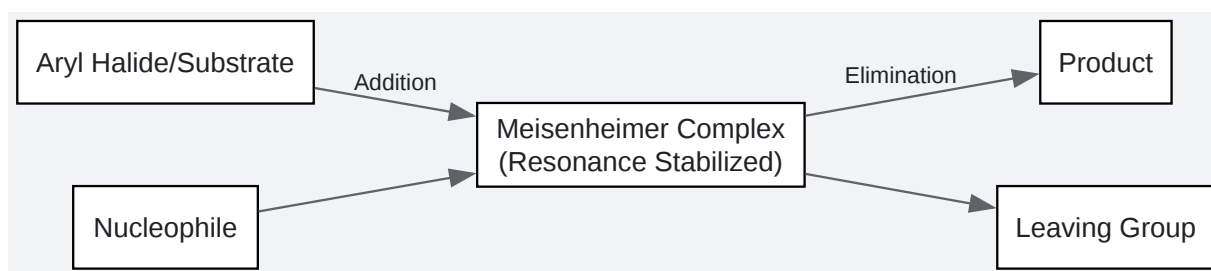 Aryl Halide/Substrate
Addition
Nucleophile
Meisenheimer Complex
(Resonance Stabilized)
Elimination
Product
Leaving Group